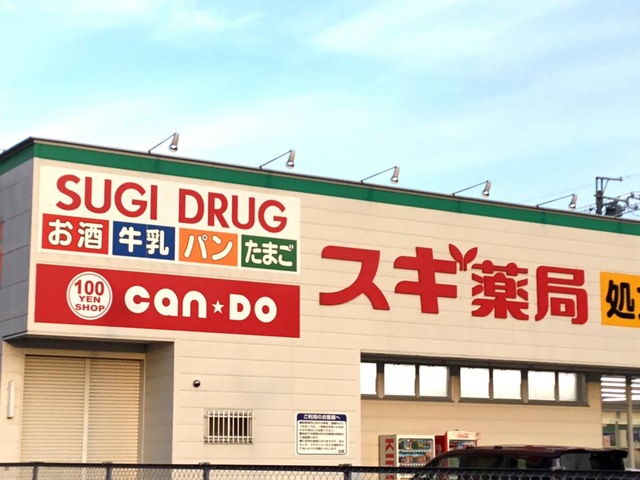 SUGI DRUG
お酒 牛乳 パン たまご
100
YEN
SHOP
can★DO
スギ薬局
処
ご利用のお客様へ